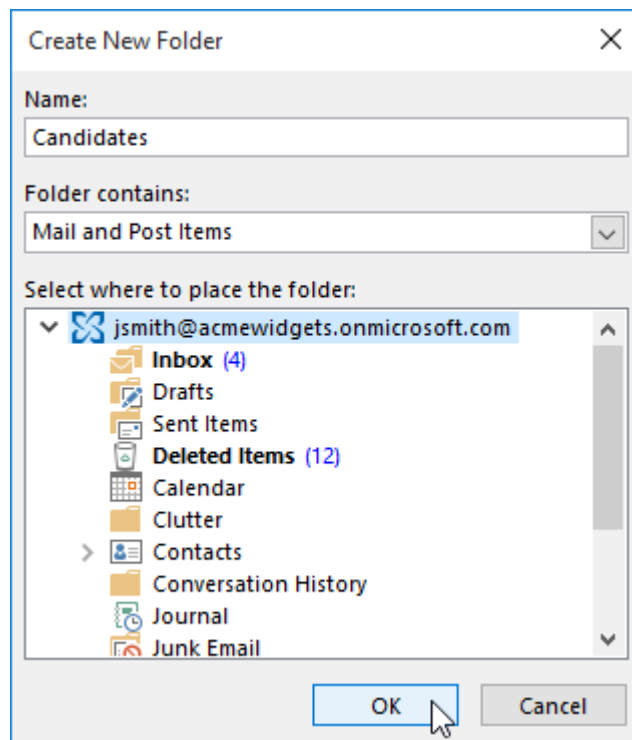 Create New Folder
Name:
Candidates
Folder contains:
Mail and Post Items
Select where to place the folder:
jsmith@acmewidgets.onmicrosoft.com
Inbox (4)
Drafts
Sent Items
Deleted Items (12)
Calendar
Clutter
Contacts
Conversation History
Journal
Junk Email
OK Cancel